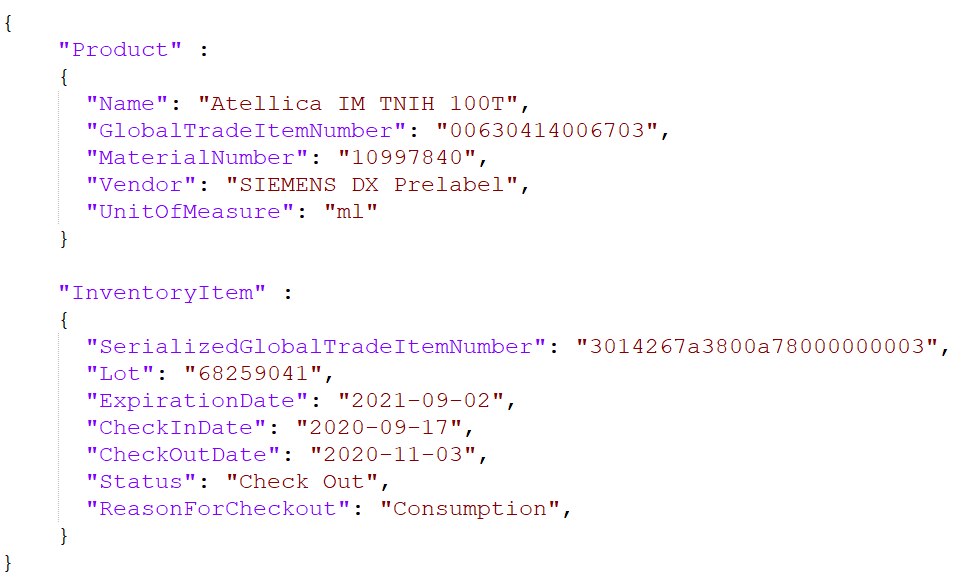 {
"Product" :
{
"Name": "Atellica IM TNIH 100T",
"GlobalTradeItemNumber": "00630414006703",
"MaterialNumber": "10997840",
"Vendor": "SIEMENS DX Prelabel",
"UnitOfMeasure": "ml"
}
"InventoryItem" :
{
"SerializedGlobalTradeItemNumber": "3014267a3800a78000000003",
"Lot": "68259041",
"ExpirationDate": "2021-09-02",
"CheckInDate": "2020-09-17",
"CheckOutDate": "2020-11-03",
"Status": "Check Out",
"ReasonForCheckout": "Consumption",
}
}